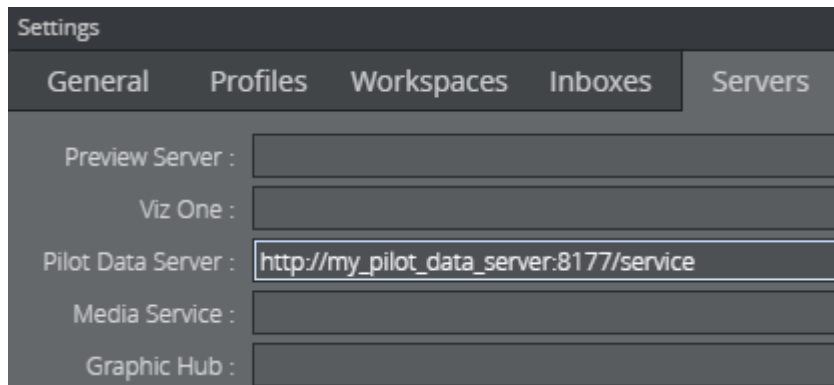 Settings
General Profiles Workspaces Inboxes Servers
Preview Server :
Viz One :
Pilot Data Server : http://my_pilot_data_server:8177/service
Media Service :
Graphic Hub :